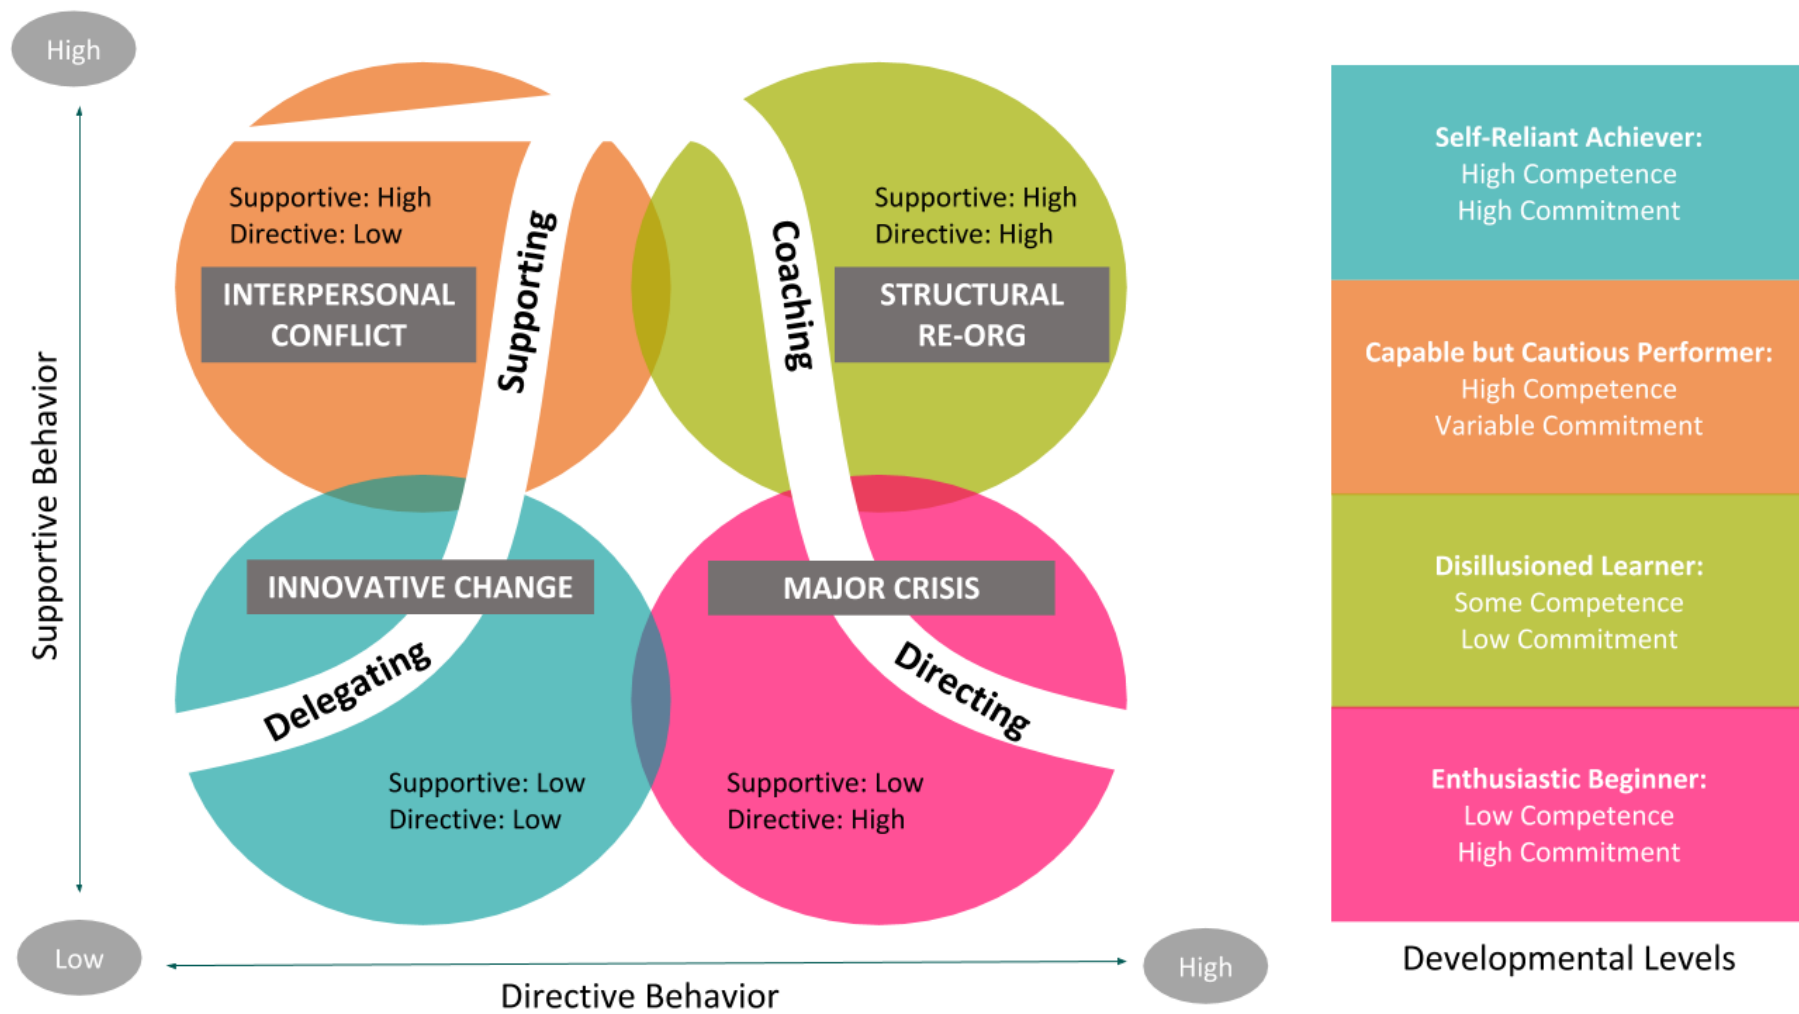 High
Supportive: High
Directive: Low
INTERPERSONAL
CONFLICT
Supporting
Coaching
Supportive: High
Directive: High
STRUCTURAL
RE-ORG
Supportive Behavior
INNOVATIVE CHANGE
Delegating
Supportive: Low
Directive: Low
MAJOR CRISIS
Directing
Supportive: Low
Directive: High
Low
Directive Behavior
High
Self-Reliant Achiever:
High Competence
High Commitment
Capable but Cautious Performer:
High Competence
Variable Commitment
Disillusioned Learner:
Some Competence
Low Commitment
Enthusiastic Beginner:
Low Competence
High Commitment
Developmental Levels